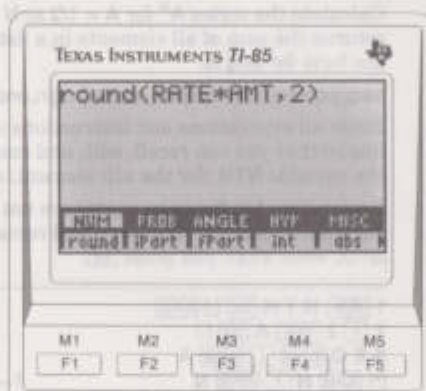 TEXAS INSTRUMENTS TI-85
round(RATE*AMT,2)
NUM PROB ANGLE HYP MISC
round iPart fPart int abs
M1 M2 M3 M4 M5
F1 F2 F3 F4 F5